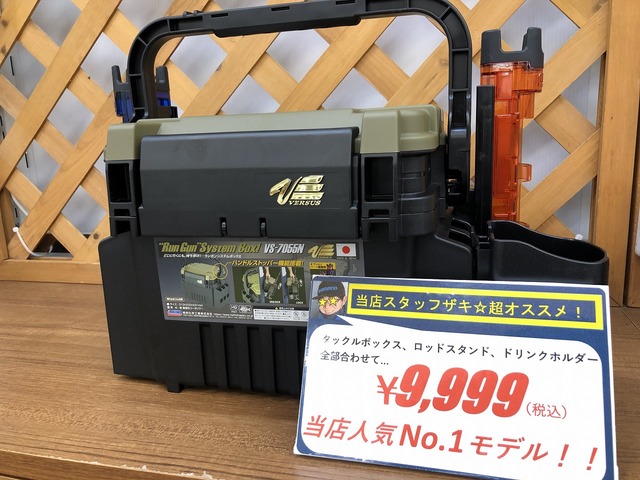 VERSUS
"Run Gun" System Box! VS-7055N
ハンドルストッパー機能搭載!
当店スタッフザキ☆超オススメ！
タックルボックス、ロッドスタンド、ドリンクホルダー
全部合わせて...
¥9,999(税込)
当店人気No.1モデル！！